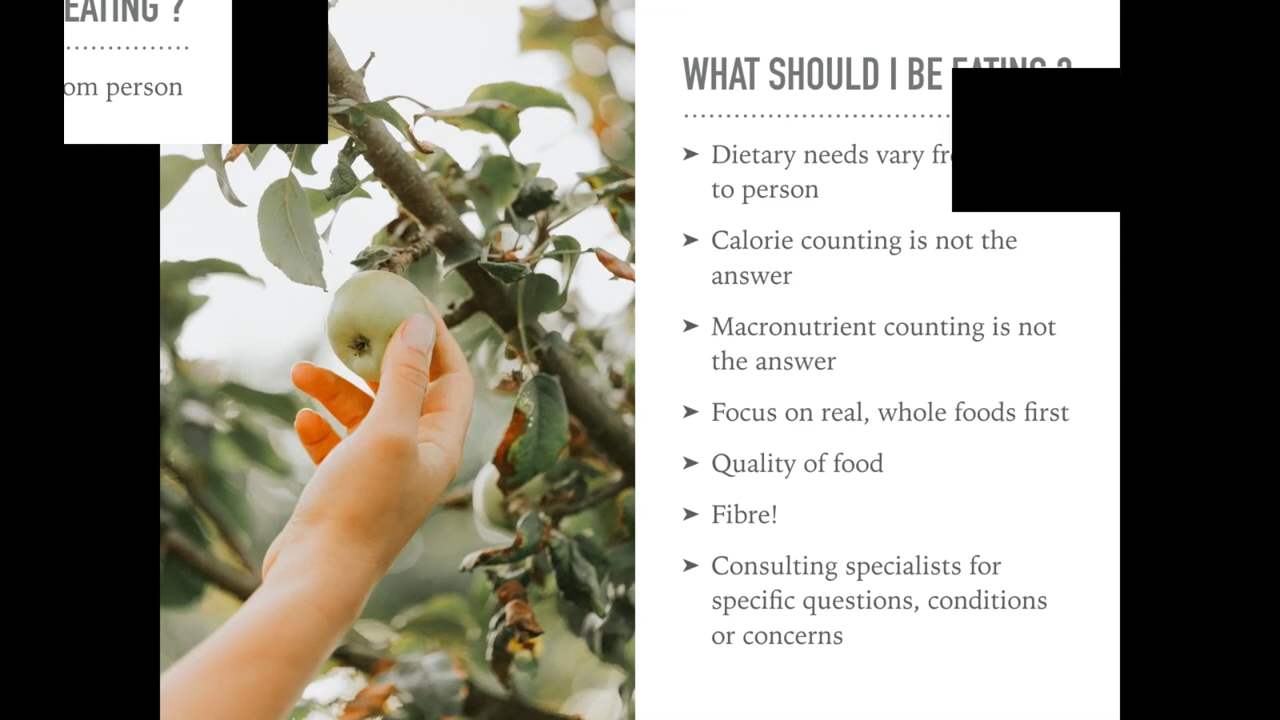 EATING ?
om person
WHAT SHOULD I BE EATING ?
➤ Dietary needs vary fr
to person
➤ Calorie counting is not the
answer
➤ Macronutrient counting is not
the answer
➤ Focus on real, whole foods first
➤ Quality of food
➤ Fibre!
➤ Consulting specialists for
specific questions, conditions
or concerns